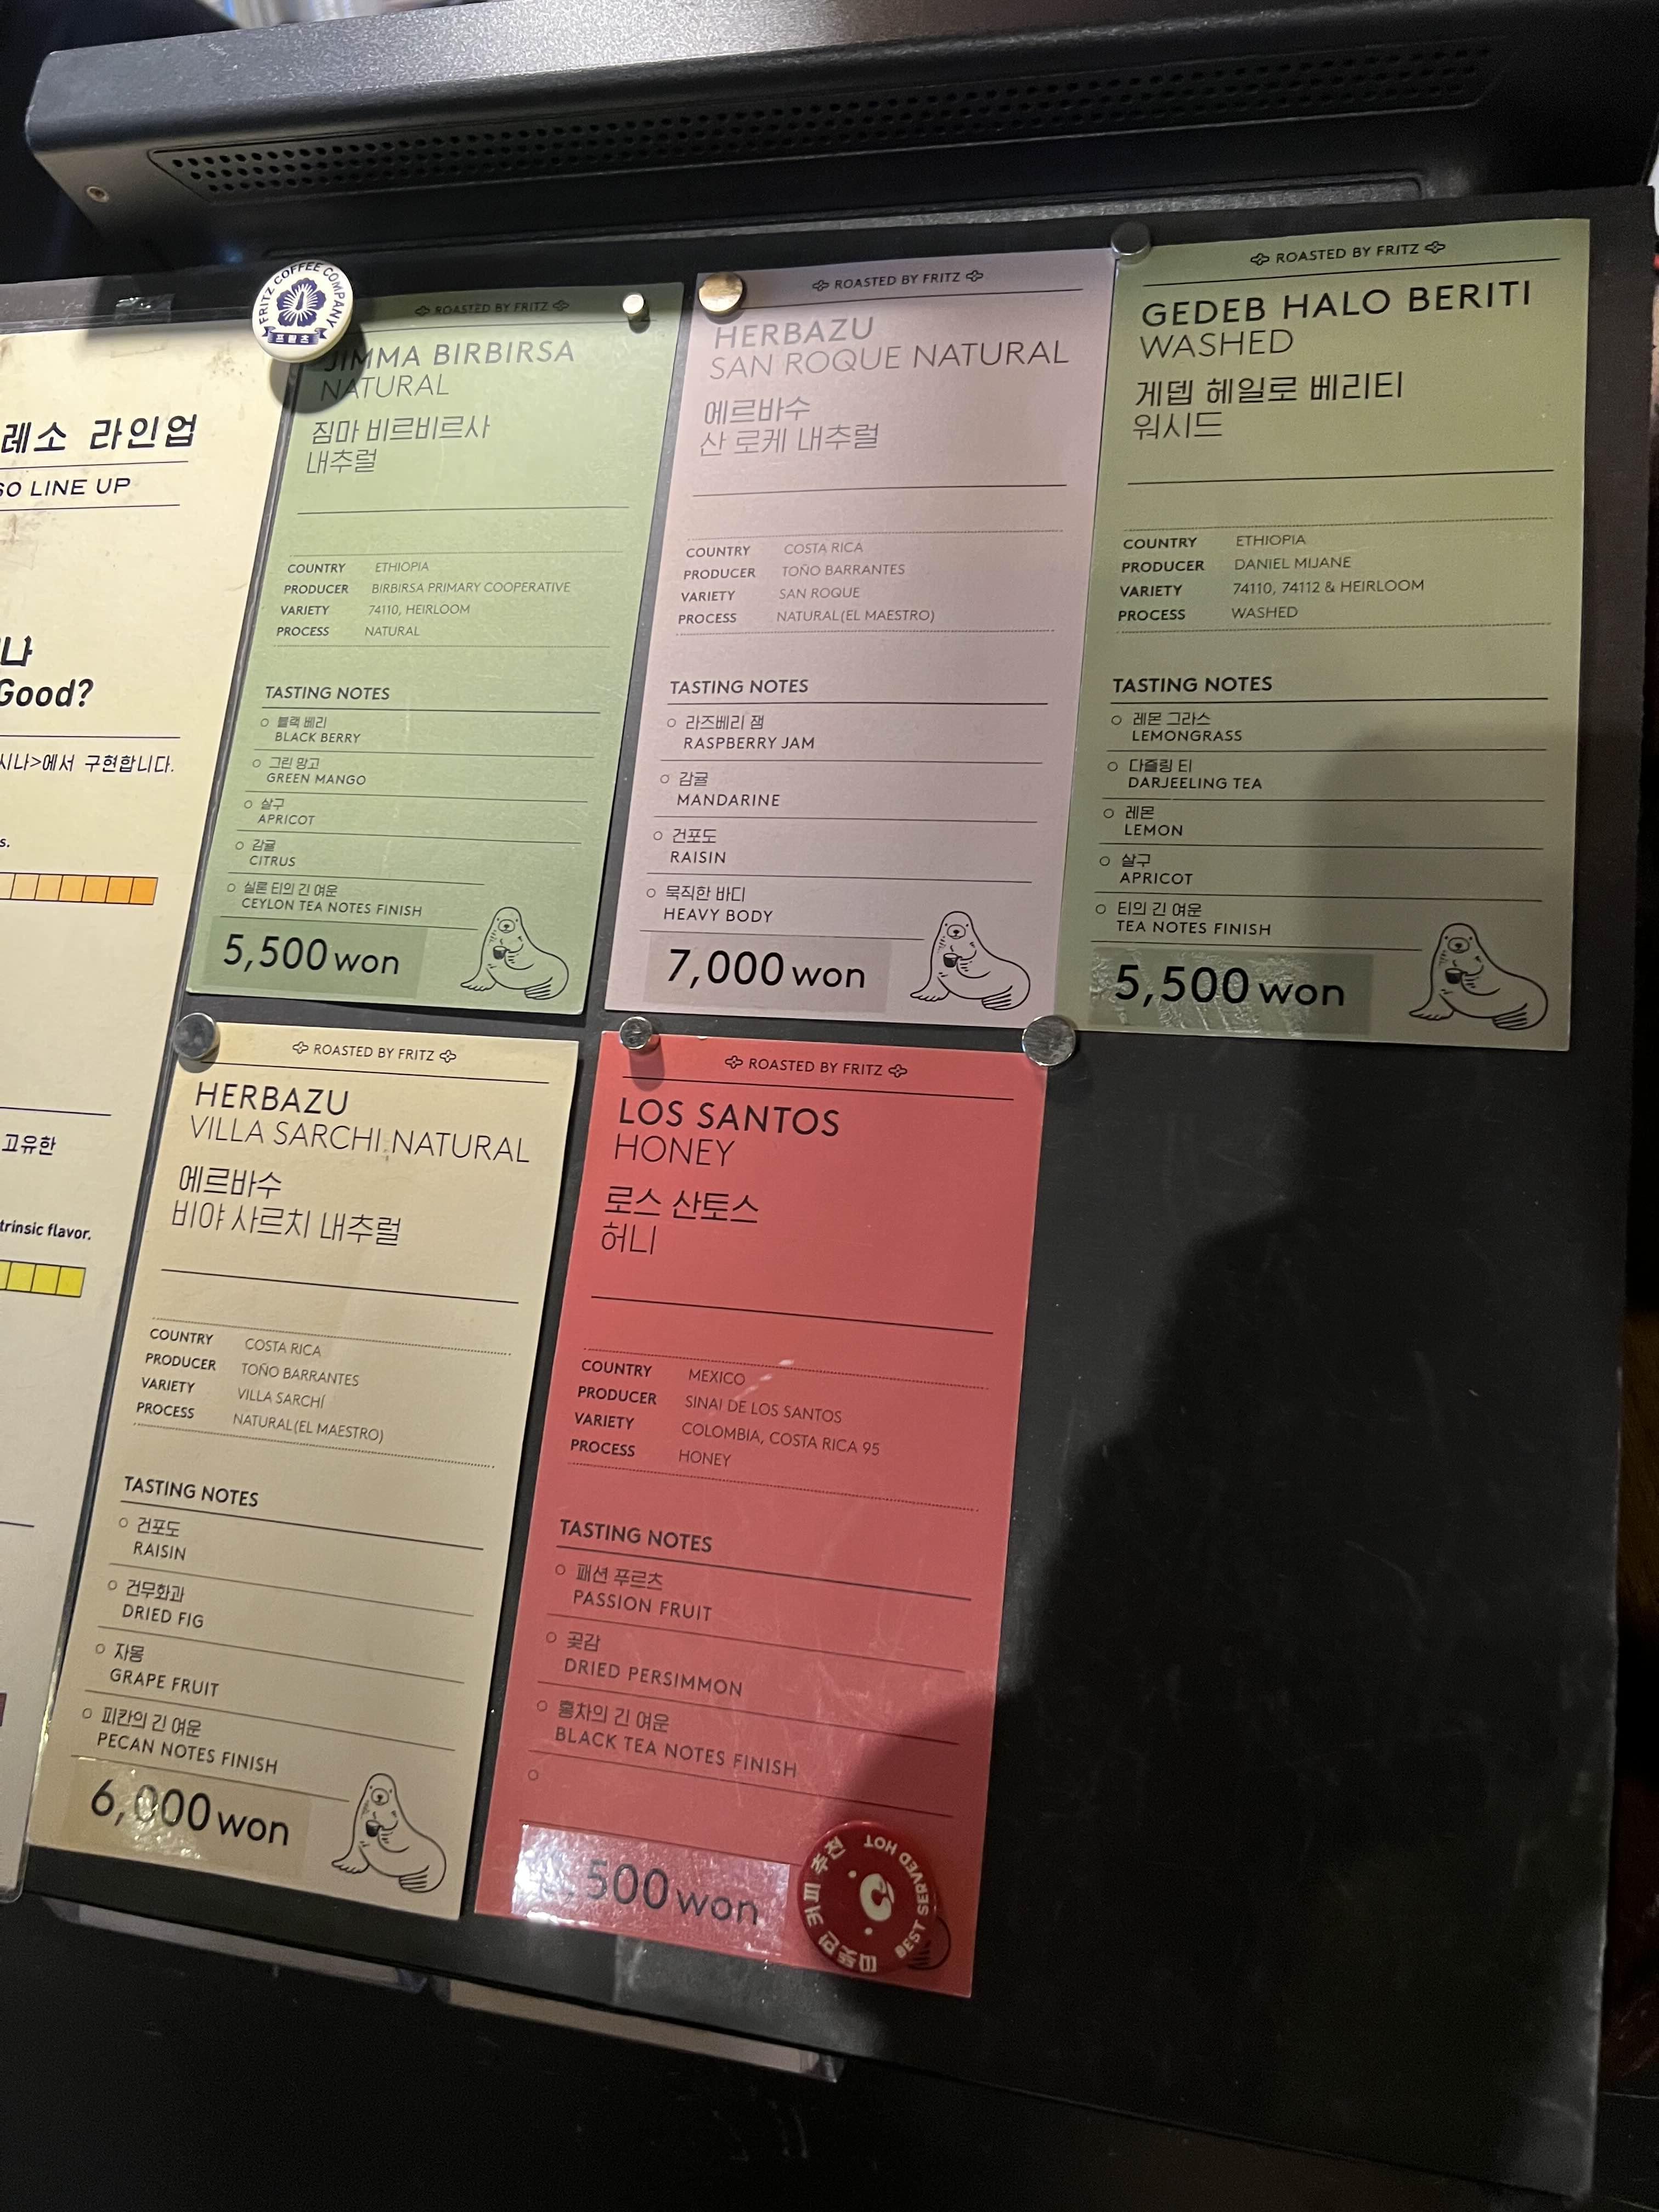 레소 라인업
SO LINE UP
Good?
시나>에서 구현합니다.
s.
고유한
trinsic flavor.
FRITZ COFFEE COMPANY
프릳츠
ROASTED BY FRITZ
JIMMA BIRBIRSA
NATURAL
짐마 비르비르사
내추럴
COUNTRY ETHIOPIA
PRODUCER BIRBIRSA PRIMARY COOPERATIVE
VARIETY 74110, HEIRLOOM
PROCESS NATURAL
TASTING NOTES
블랙 베리
BLACK BERRY
그린 망고
GREEN MANGO
살구
APRICOT
감귤
CITRUS
실론 티의 긴 여운
CEYLON TEA NOTES FINISH
5,500 won
ROASTED BY FRITZ
HERBAZU
SAN ROQUE NATURAL
에르바수
산 로케 내추럴
COUNTRY COSTA RICA
PRODUCER TOÑO BARRANTES
VARIETY SAN ROQUE
PROCESS NATURAL(EL MAESTRO)
TASTING NOTES
라즈베리 잼
RASPBERRY JAM
감귤
MANDARINE
건포도
RAISIN
묵직한 바디
HEAVY BODY
7,000 won
ROASTED BY FRITZ
GEDEB HALO BERITI
WASHED
게뎁 헤일로 베리티
워시드
COUNTRY ETHIOPIA
PRODUCER DANIEL MIJANE
VARIETY 74110, 74112 & HEIRLOOM
PROCESS WASHED
TASTING NOTES
레몬 그라스
LEMONGRASS
다즐링 티
DARJEELING TEA
레몬
LEMON
살구
APRICOT
티의 긴 여운
TEA NOTES FINISH
5,500 won
ROASTED BY FRITZ
HERBAZU
VILLA SARCHI NATURAL
에르바수
비야 사르치 내추럴
COUNTRY COSTA RICA
PRODUCER TOÑO BARRANTES
VARIETY VILLA SARCHÍ
PROCESS NATURAL(EL MAESTRO)
TASTING NOTES
건포도
RAISIN
건무화과
DRIED FIG
자몽
GRAPE FRUIT
피칸의 긴 여운
PECAN NOTES FINISH
6,000 won
ROASTED BY FRITZ
LOS SANTOS
HONEY
로스 산토스
허니
COUNTRY MEXICO
PRODUCER SINAI DE LOS SANTOS
VARIETY COLOMBIA, COSTA RICA 95
PROCESS HONEY
TASTING NOTES
패션 푸르츠
PASSION FRUIT
곶감
DRIED PERSIMMON
홍차의 긴 여운
BLACK TEA NOTES FINISH
500 won
따뜻한 커피 추천
BEST SERVED HOT